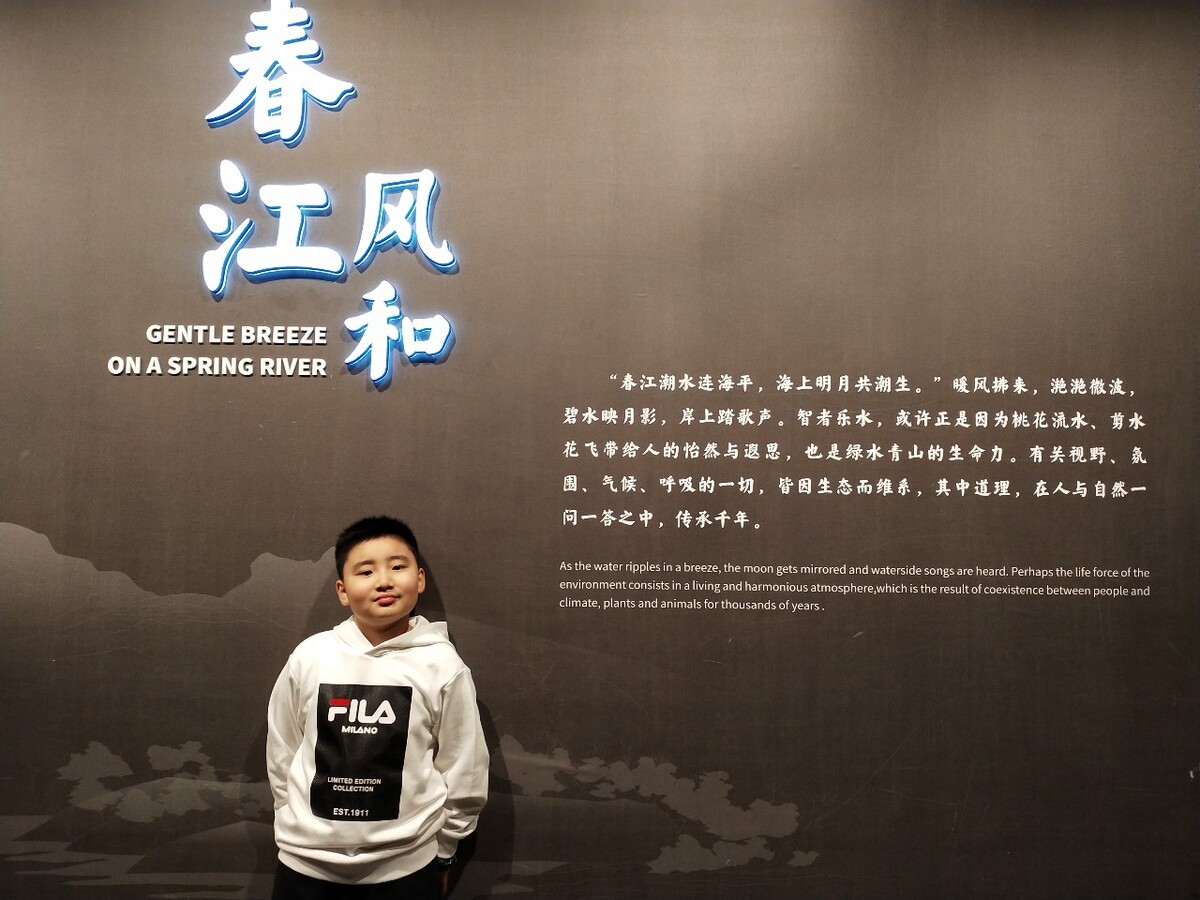 春
江
风
和
GENTLE BREEZE
ON A SPRING RIVER
“春江潮水连海平，海上明月共潮生。”暖风拂来，滟滟微波，
碧水映月影，岸上踏歌声。智者乐水，或许正是因为桃花流水、剪水
花飞带给人的怡然与遐思，也是绿水青山的生命力。有关视野、氛
围、气候、呼吸的一切，皆因生态而维系，其中道理，在人与自然一
问一答之中，传承千年。
As the water ripples in a breeze, the moon gets mirrored and waterside songs are heard. Perhaps the life force of the
environment consists in a living and harmonious atmosphere,which is the result of coexistence between people and
climate, plants and animals for thousands of years .
FILA
MILANO
LIMITED EDITION
COLLECTION
EST.1911